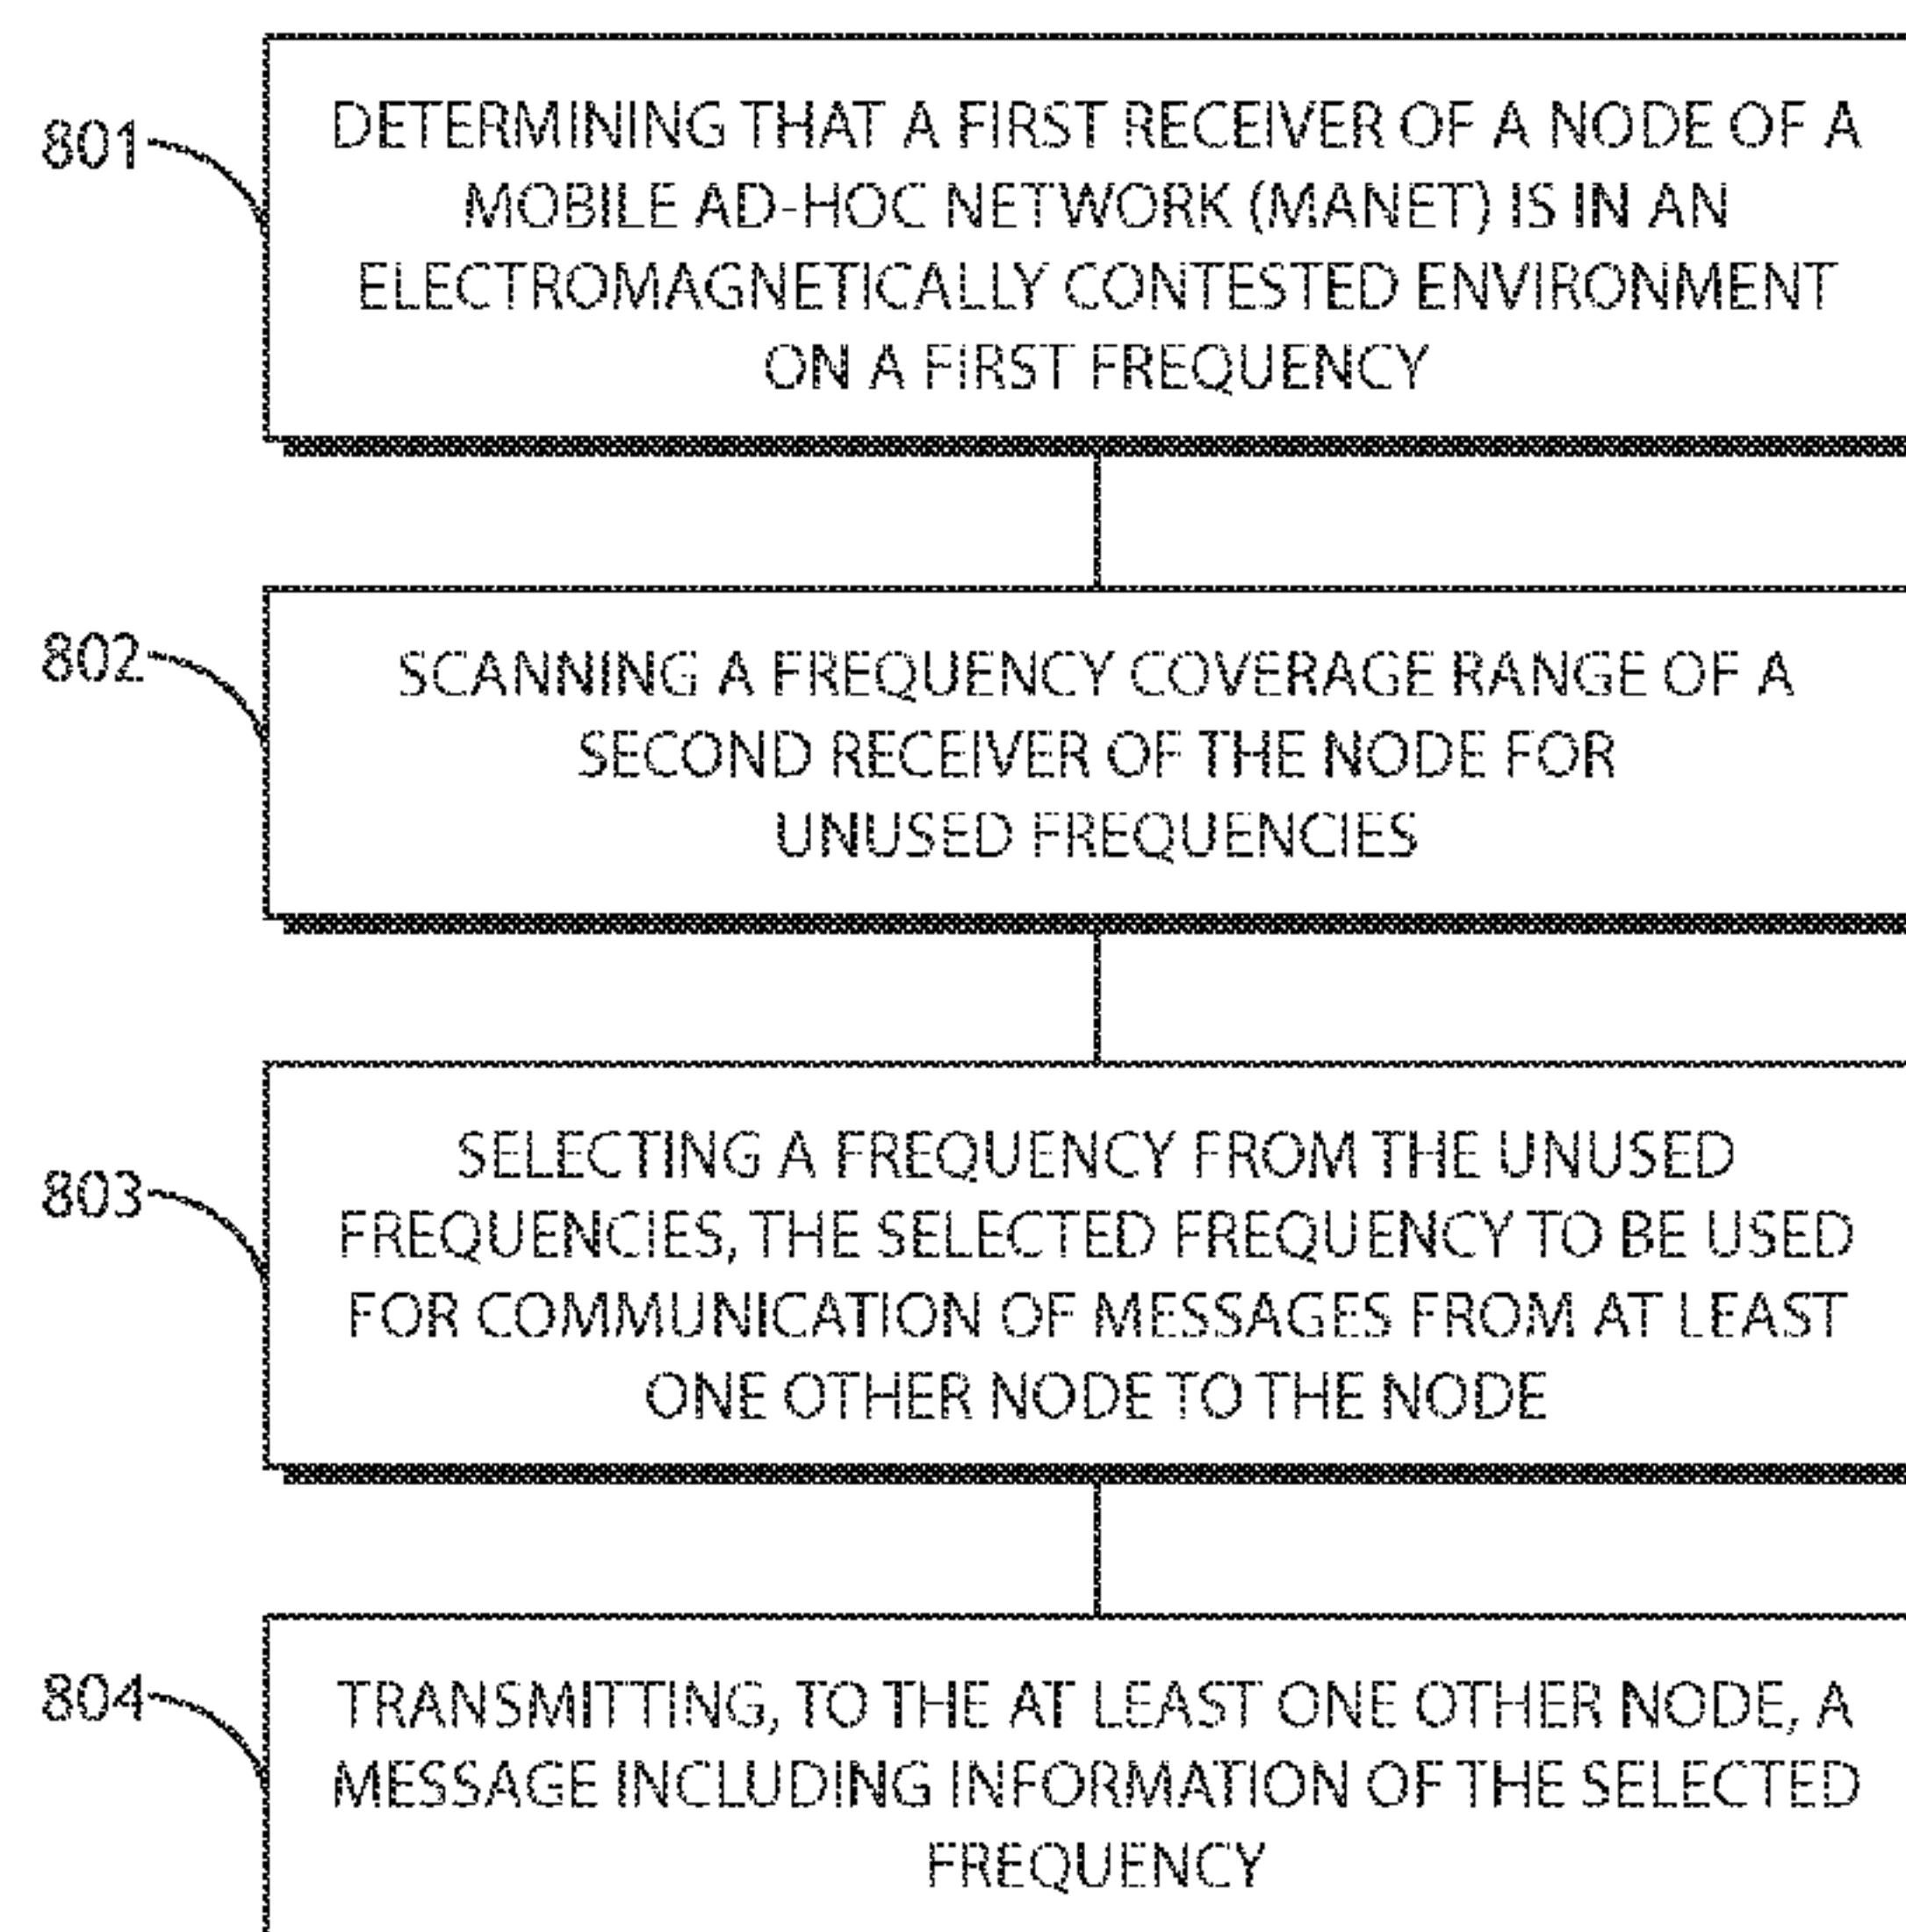 801
DETERMINING THAT A FIRST RECEIVER OF A NODE OF A
MOBILE AD-HOC NETWORK (MANET) IS IN AN
ELECTROMAGNETICALLY CONTESTED ENVIRONMENT
ON A FIRST FREQUENCY
802
SCANNING A FREQUENCY COVERAGE RANGE OF A
SECOND RECEIVER OF THE NODE FOR
UNUSED FREQUENCIES
803
SELECTING A FREQUENCY FROM THE UNUSED
FREQUENCIES, THE SELECTED FREQUENCY TO BE USED
FOR COMMUNICATION OF MESSAGES FROM AT LEAST
ONE OTHER NODE TO THE NODE
804
TRANSMITTING, TO THE AT LEAST ONE OTHER NODE, A
MESSAGE INCLUDING INFORMATION OF THE SELECTED
FREQUENCY